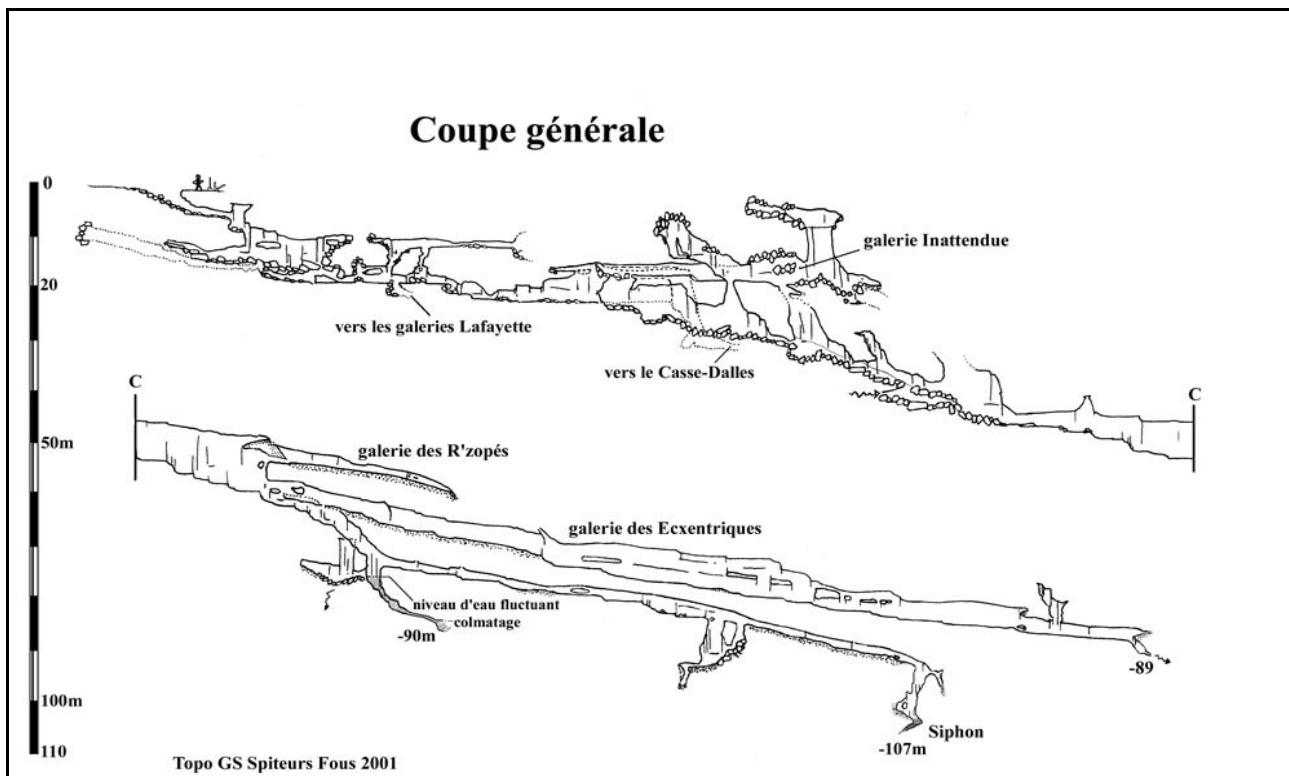 Coupe générale
0
galerie Inattendue
20
vers les galeries Lafayette
vers le Casse-Dalles
C
C
50m
galerie des R'zopés
galerie des Ecxentriques
niveau d'eau fluctuant
colmatage
-90m
-89
100m
Siphon
-107m
110
Topo GS Spiteurs Fous 2001